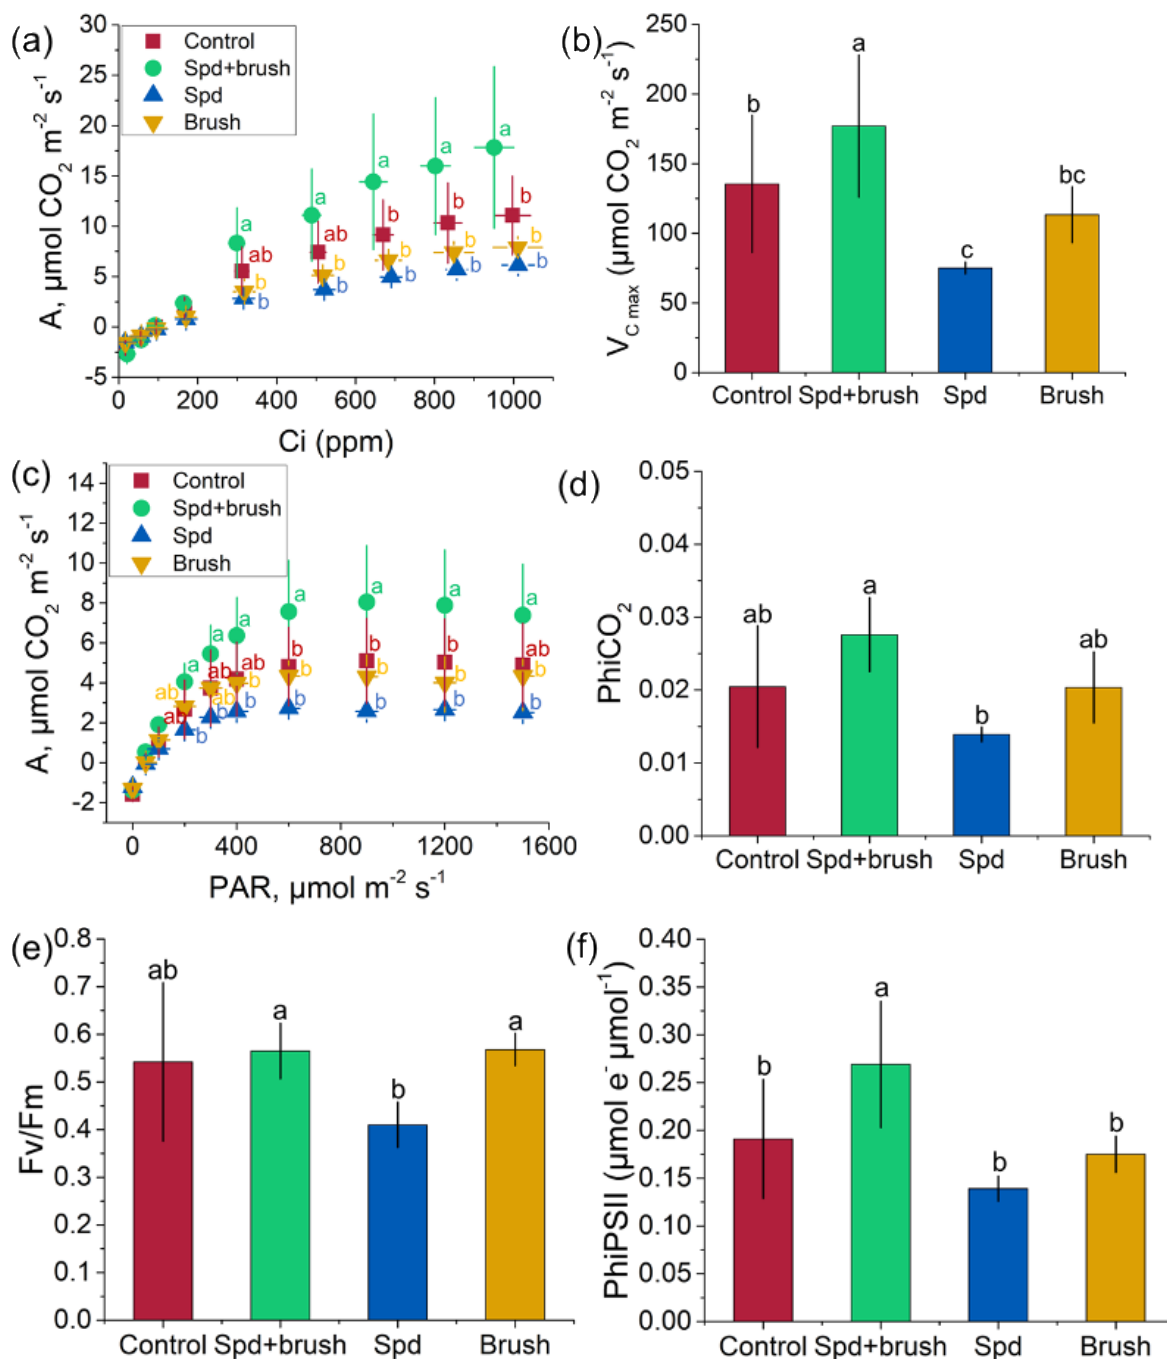 (a)
30
25
20
15
10
5
0
-5
A, µmol CO₂ m⁻² s⁻¹
Control
Spd+brush
Spd
Brush
a
a
a
a
a
ab
ab
b
b
b
b
b
b
b
b
b
b
b
b
b
0 200 400 600 800 1000
Ci (ppm)
(b)
250
200
150
100
50
0
V_C max (µmol CO₂ m⁻² s⁻¹)
b
a
c
bc
Control Spd+brush Spd Brush
(c)
14
12
10
8
6
4
2
0
-2
A, µmol CO₂ m⁻² s⁻¹
Control
Spd+brush
Spd
Brush
a
a
a
a
a
a
a
ab
ab
ab
ab
b
b
b
ab
ab
b
b
b
b
b
b
b
b
b
b
b
b
0 400 800 1200 1600
PAR, µmol m⁻² s⁻¹
(d)
0.05
0.04
0.03
0.02
0.01
0.00
PhiCO₂
ab
a
b
ab
Control Spd+brush Spd Brush
(e)
0.8
0.7
0.6
0.5
0.4
0.3
0.2
0.1
0.0
Fv/Fm
ab
a
b
a
Control Spd+brush Spd Brush
(f)
0.40
0.35
0.30
0.25
0.20
0.15
0.10
0.05
0.00
PhiPSII (µmol e⁻ µmol⁻¹)
b
a
b
b
Control Spd+brush Spd Brush